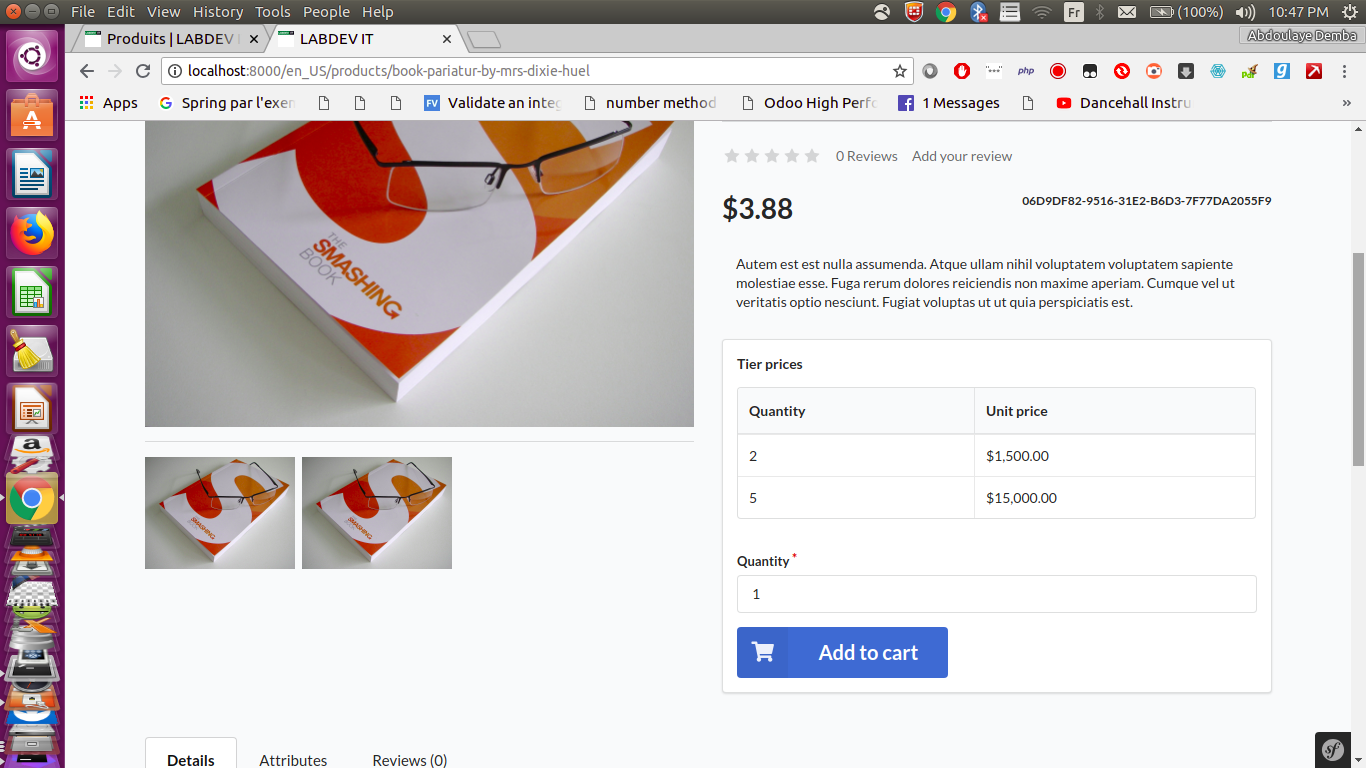 File Edit View History Tools People Help
Fr
(100%)
10:47 PM
Produits | LABDEV I
LABDEV IT
Abdoulaye Demba
localhost:8000/en_US/products/book-pariatur-by-mrs-dixie-huel
php
Apps
Spring par l'exen
FV
Validate an integ
number method
Odoo High Perfo
1 Messages
Dancehall Instru
»
0 Reviews
Add your review
$3.88
06D9DF82-9516-31E2-B6D3-7F77DA2055F9
THE
SMASHING
BOOK
Autem est est nulla assumenda. Atque ullam nihil voluptatem voluptatem sapiente
molestiae esse. Fuga rerum dolores reiciendis non maxime aperiam. Cumque vel ut
veritatis optio nesciunt. Fugiat voluptas ut ut quia perspiciatis est.
Tier prices
Quantity
Unit price
2
$1,500.00
5
$15,000.00
SMASHING
SMASHING
Quantity *
1
Add to cart
Details
Attributes
Reviews (0)
sf